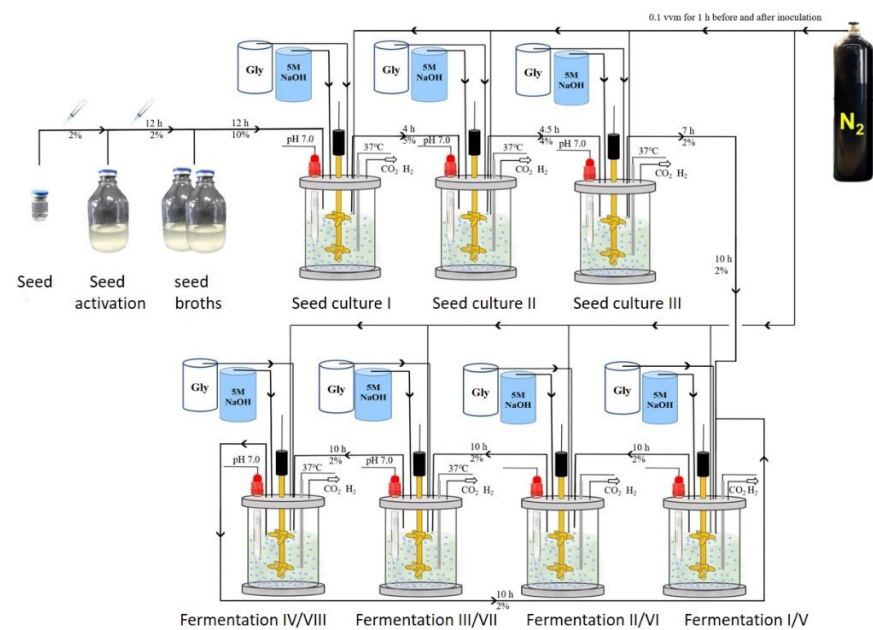 0.1 vvm for 1 h before and after inoculation
N2
Gly
5M
NaOH
Gly
5M
NaOH
Gly
5M
NaOH
12 h
2%
12 h
2%
12 h
10%
pH 7.0
4 h
5%
pH 7.0
4.5 h
4%
pH 7.0
7 h
2%
37°C
CO2 H2
37°C
CO2 H2
37°C
CO2 H2
10 h
2%
Seed
Seed
activation
seed
broths
Seed culture I
Seed culture II
Seed culture III
Gly
5M
NaOH
Gly
5M
NaOH
Gly
5M
NaOH
Gly
5M
NaOH
pH 7.0
10 h
2%
pH 7.0
10 h
2%
10 h
2%
37°C
CO2 H2
37°C
CO2 H2
CO2 H2
CO2 H2
10 h
2%
Fermentation IV/VIII
Fermentation III/VII
Fermentation II/VI
Fermentation I/V